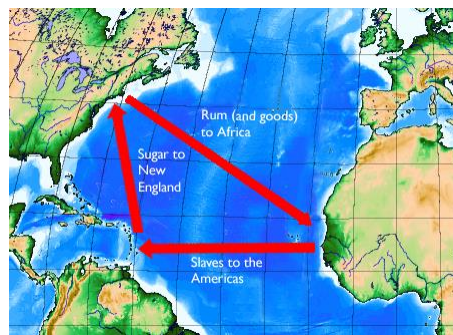 Rum (and goods)
to Africa
Sugar to
New
England
Slaves to the
Americas